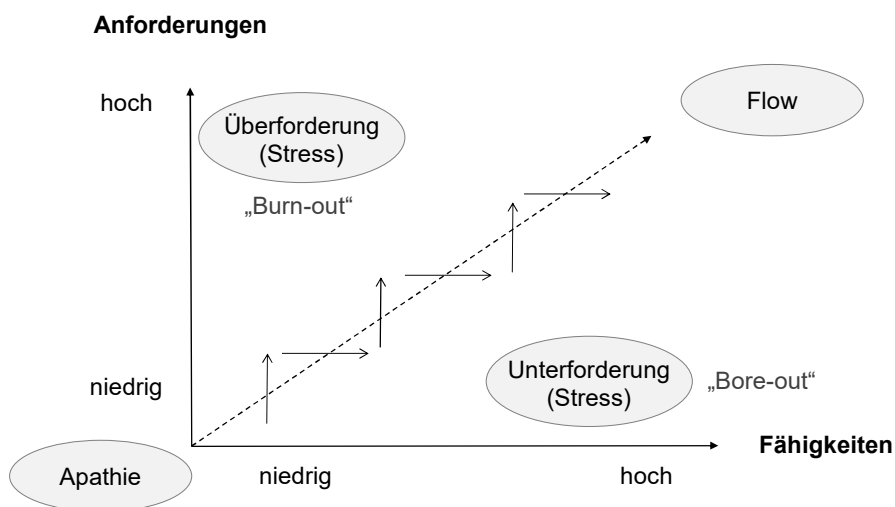 Anforderungen
hoch
Flow
Überforderung
(Stress)
„Burn-out“
niedrig
Unterforderung
(Stress)
„Bore-out“
Fähigkeiten
Apathie
niedrig
hoch